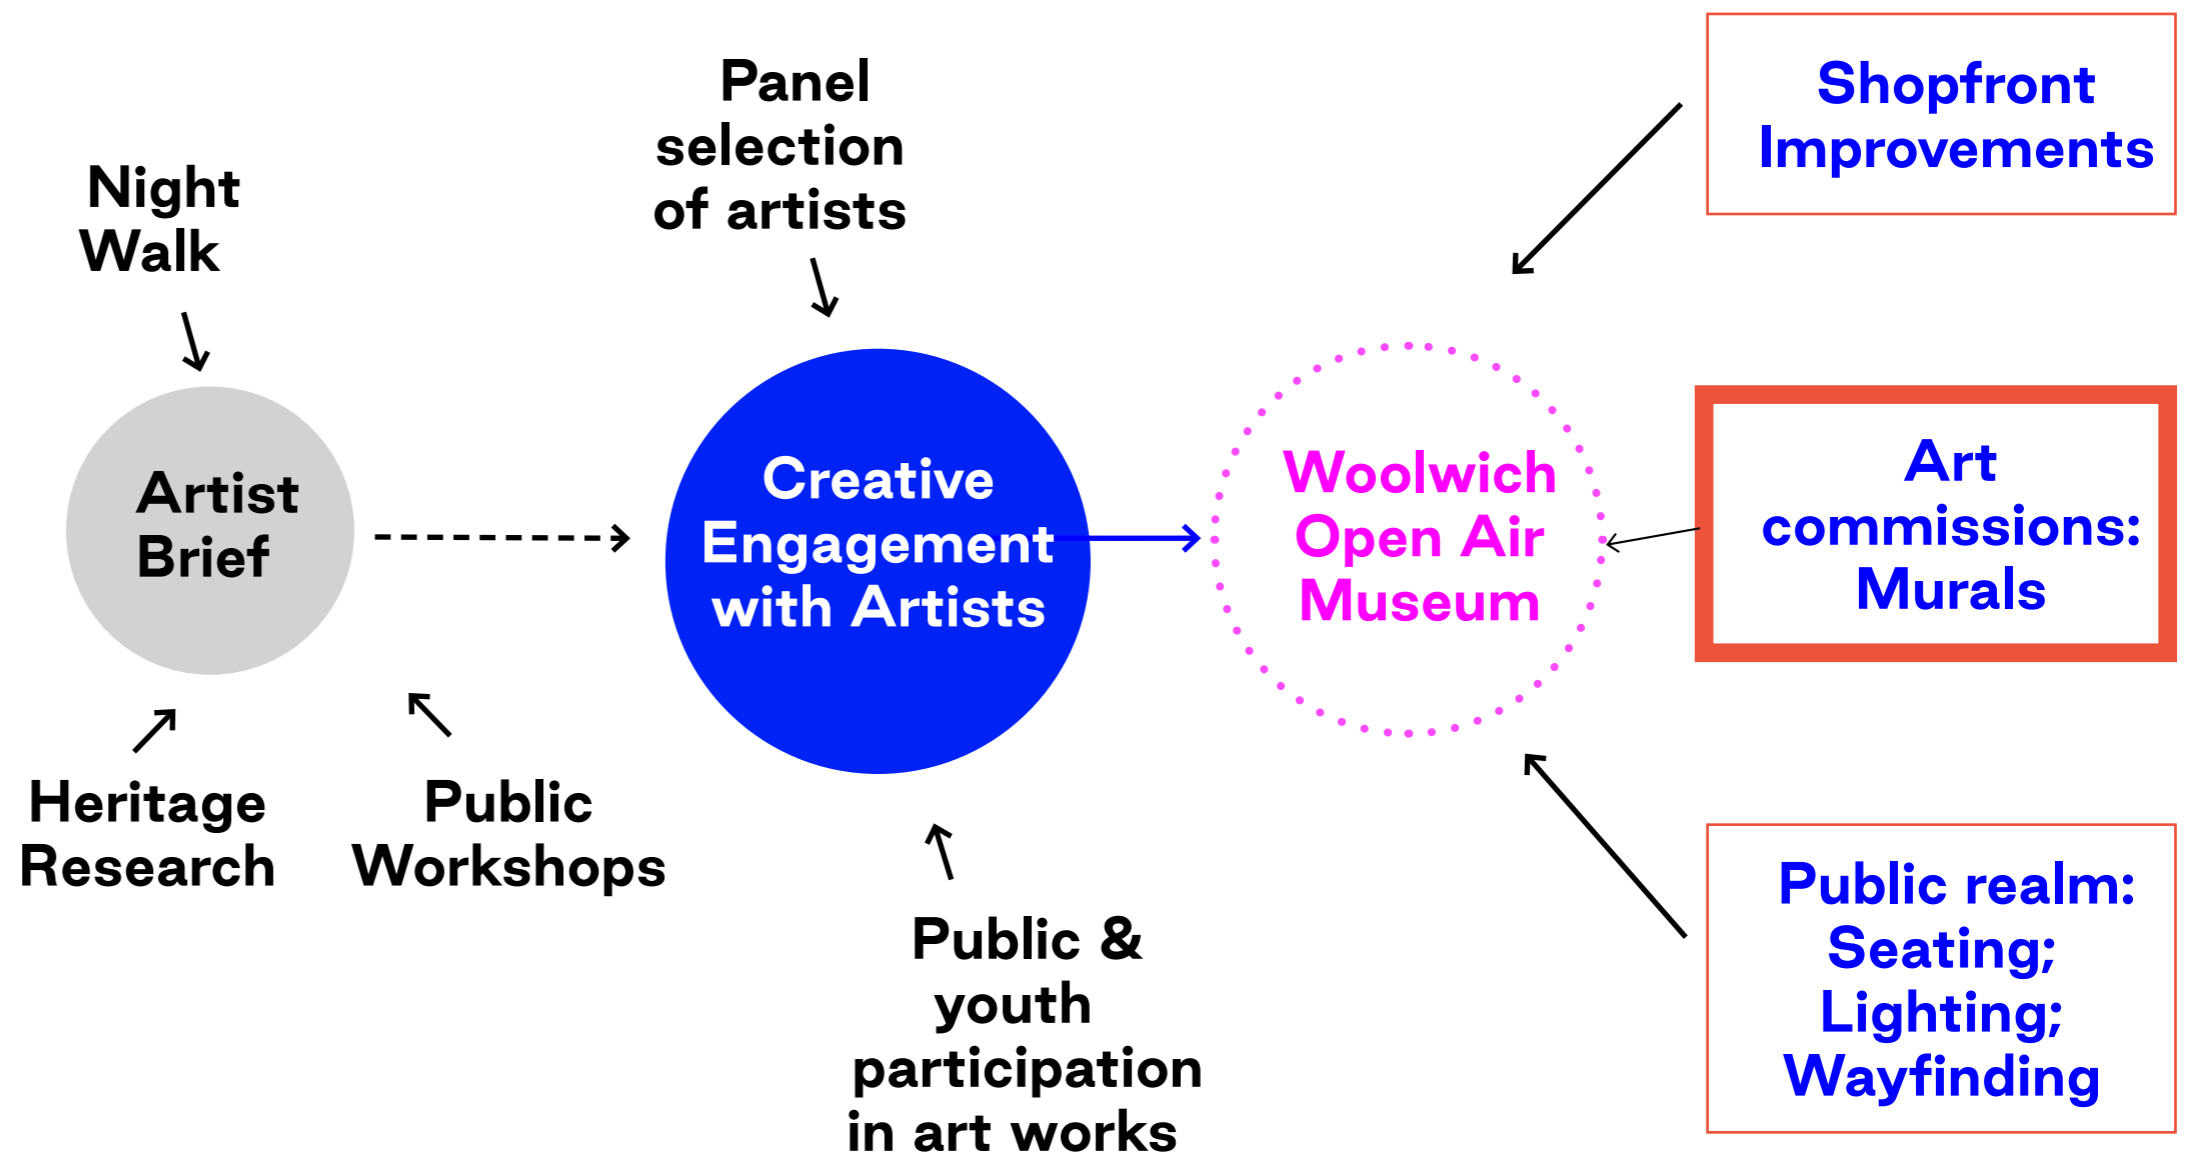 Night
Walk
Artist
Brief
Heritage
Research
Public
Workshops
Panel
selection
of artists
Creative
Engagement
with Artists
Public &
youth
participation
in art works
Woolwich
Open Air
Museum
Shopfront
Improvements
Art
commissions:
Murals
Public realm:
Seating;
Lighting;
Wayfinding